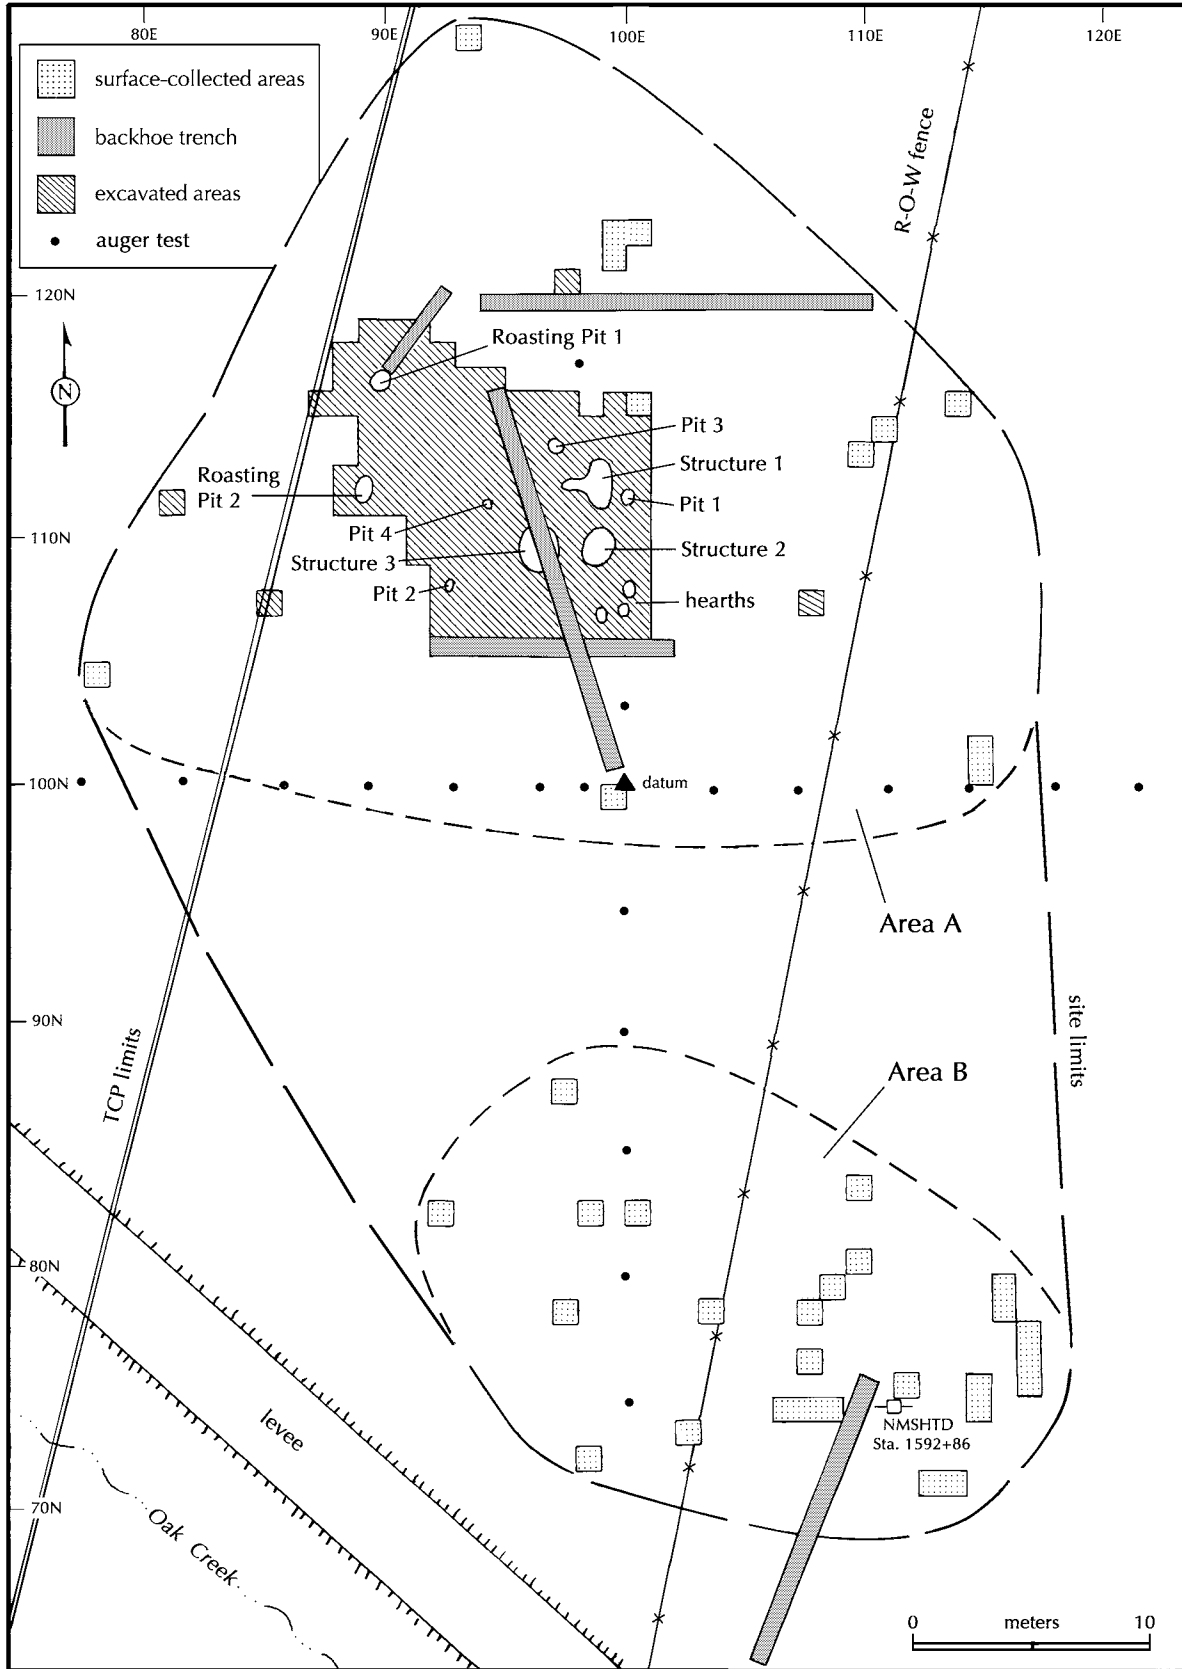 80E
90E
100E
110E
120E
surface-collected areas
backhoe trench
excavated areas
auger test
R-O-W fence
120N
N
Roasting Pit 1
Pit 3
Structure 1
Roasting
Pit 2
Pit 1
Pit 4
110N
Structure 3
Structure 2
Pit 2
hearths
100N
datum
Area A
90N
TCP limits
site limits
Area B
80N
levee
NMSHTD
Sta. 1592+86
70N
Oak Creek
0 meters 10